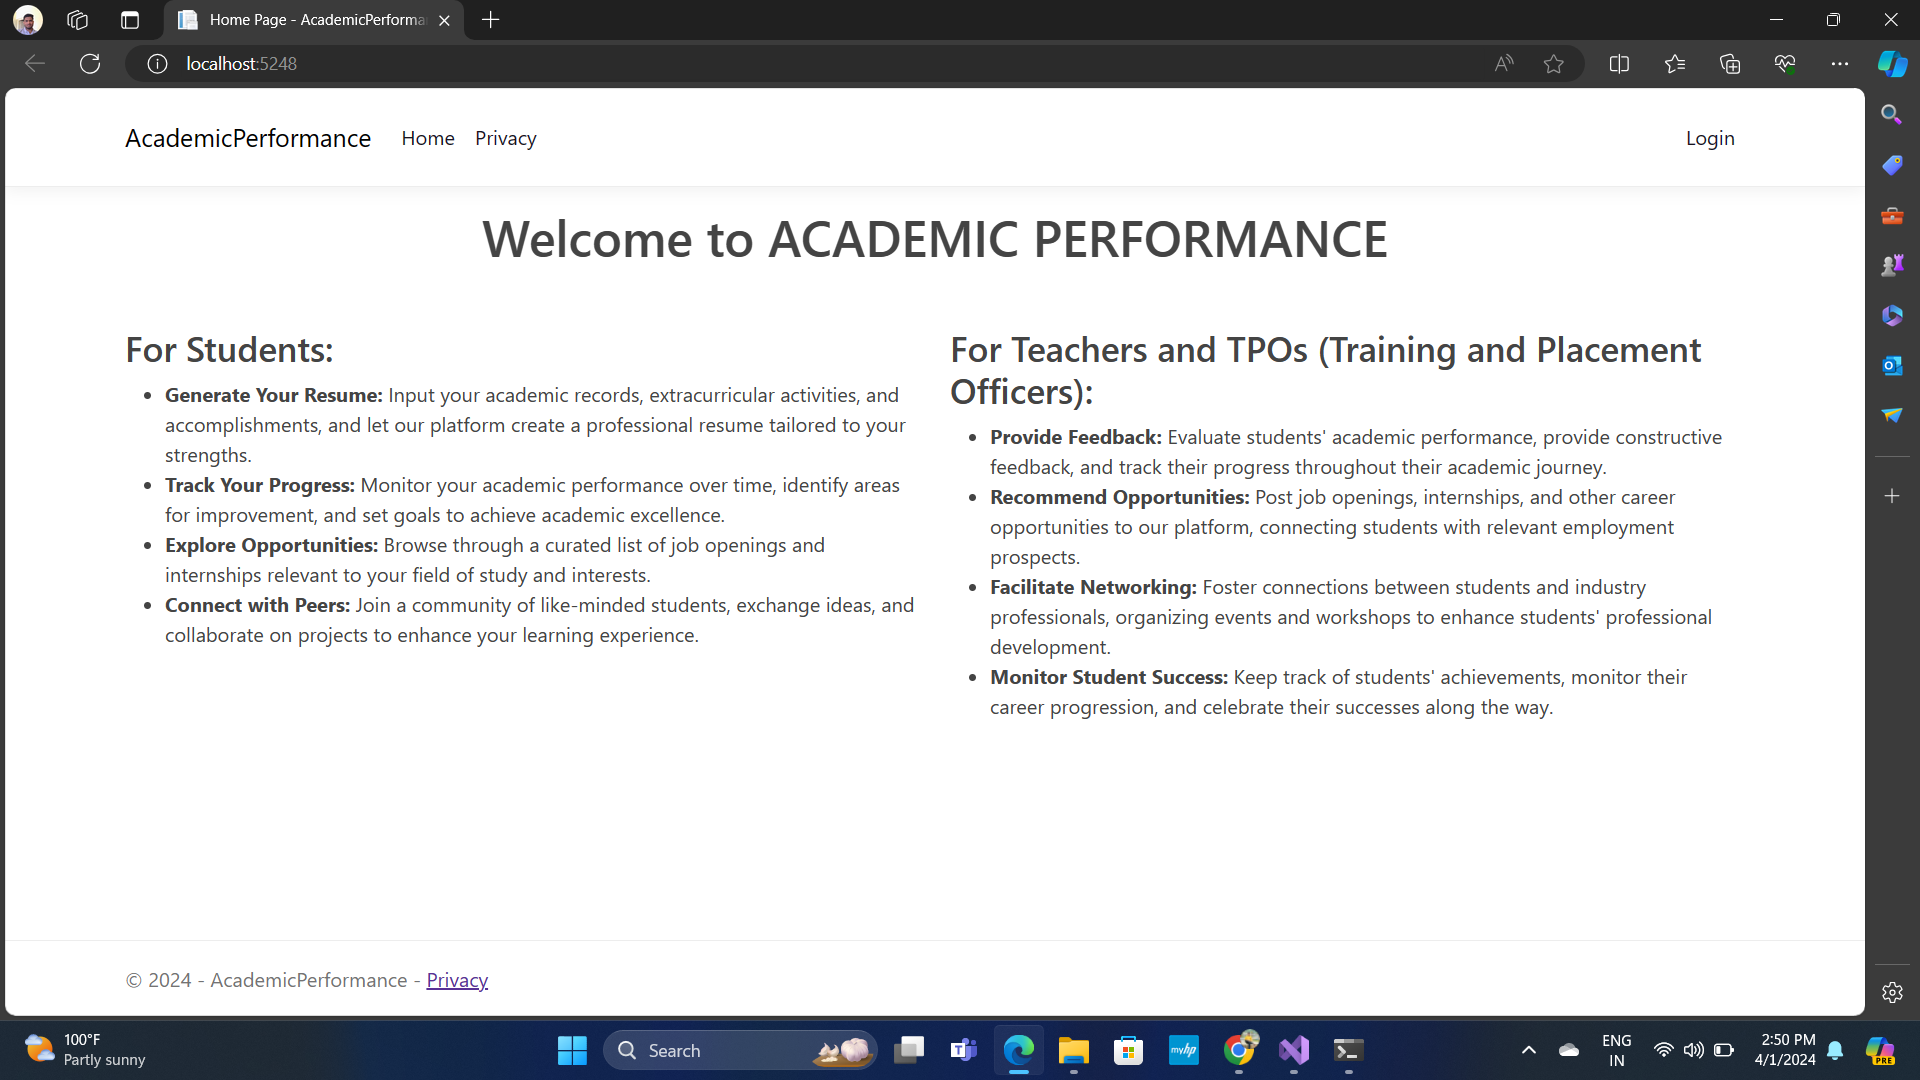 Home Page - AcademicPerforma
localhost:5248
AcademicPerformance Home Privacy Login
Welcome to ACADEMIC PERFORMANCE
For Students:
Generate Your Resume: Input your academic records, extracurricular activities, and
accomplishments, and let our platform create a professional resume tailored to your
strengths.
Track Your Progress: Monitor your academic performance over time, identify areas
for improvement, and set goals to achieve academic excellence.
Explore Opportunities: Browse through a curated list of job openings and
internships relevant to your field of study and interests.
Connect with Peers: Join a community of like-minded students, exchange ideas, and
collaborate on projects to enhance your learning experience.
For Teachers and TPOs (Training and Placement
Officers):
Provide Feedback: Evaluate students' academic performance, provide constructive
feedback, and track their progress throughout their academic journey.
Recommend Opportunities: Post job openings, internships, and other career
opportunities to our platform, connecting students with relevant employment
prospects.
Facilitate Networking: Foster connections between students and industry
professionals, organizing events and workshops to enhance students' professional
development.
Monitor Student Success: Keep track of students' achievements, monitor their
career progression, and celebrate their successes along the way.
© 2024 - AcademicPerformance - Privacy
100°F
Partly sunny
Search
myhp
ENG
IN
2:50 PM
4/1/2024
PRE